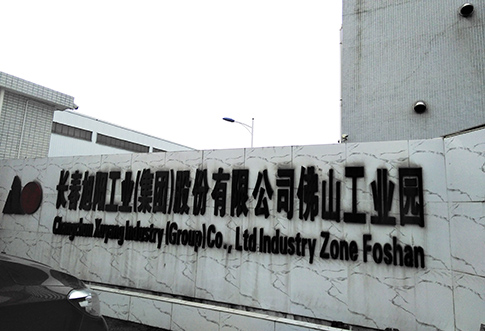 长春旭阳工业(集团)股份有限公司佛山工业园
Changchun Xuyang Industry (Group) Co., Ltd Industry Zone Foshan